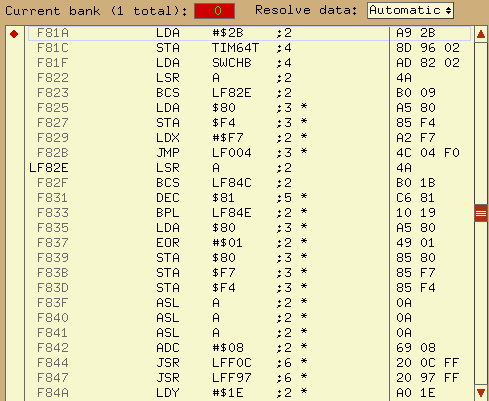 Current bank (1 total): 0 Resolve data: Automatic
F81A LDA #$2B ;2 A9 2B
F81C STA TIM64T ;4 8D 96 02
F81F LDA SWCHB ;4 AD 82 02
F822 LSR A ;2 4A
F823 BCS LF82E ;2 B0 09
F825 LDA $80 ;3 * A5 80
F827 STA $F4 ;3 * 85 F4
F829 LDX #$F7 ;2 * A2 F7
F82B JMP LF004 ;3 * 4C 04 F0
LF82E LSR A ;2 4A
F82F BCS LF84C ;2 B0 1B
F831 DEC $81 ;5 * C6 81
F833 BPL LF84E ;2 * 10 19
F835 LDA $80 ;3 * A5 80
F837 EOR #$01 ;2 * 49 01
F839 STA $80 ;3 * 85 80
F83B STA $F7 ;3 * 85 F7
F83D STA $F4 ;3 * 85 F4
F83F ASL A ;2 * 0A
F840 ASL A ;2 * 0A
F841 ASL A ;2 * 0A
F842 ADC #$08 ;2 * 69 08
F844 JSR LFF0C ;6 * 20 0C FF
F847 JSR LFF97 ;6 * 20 97 FF
F84A LDY #$1E ;2 * A0 1E